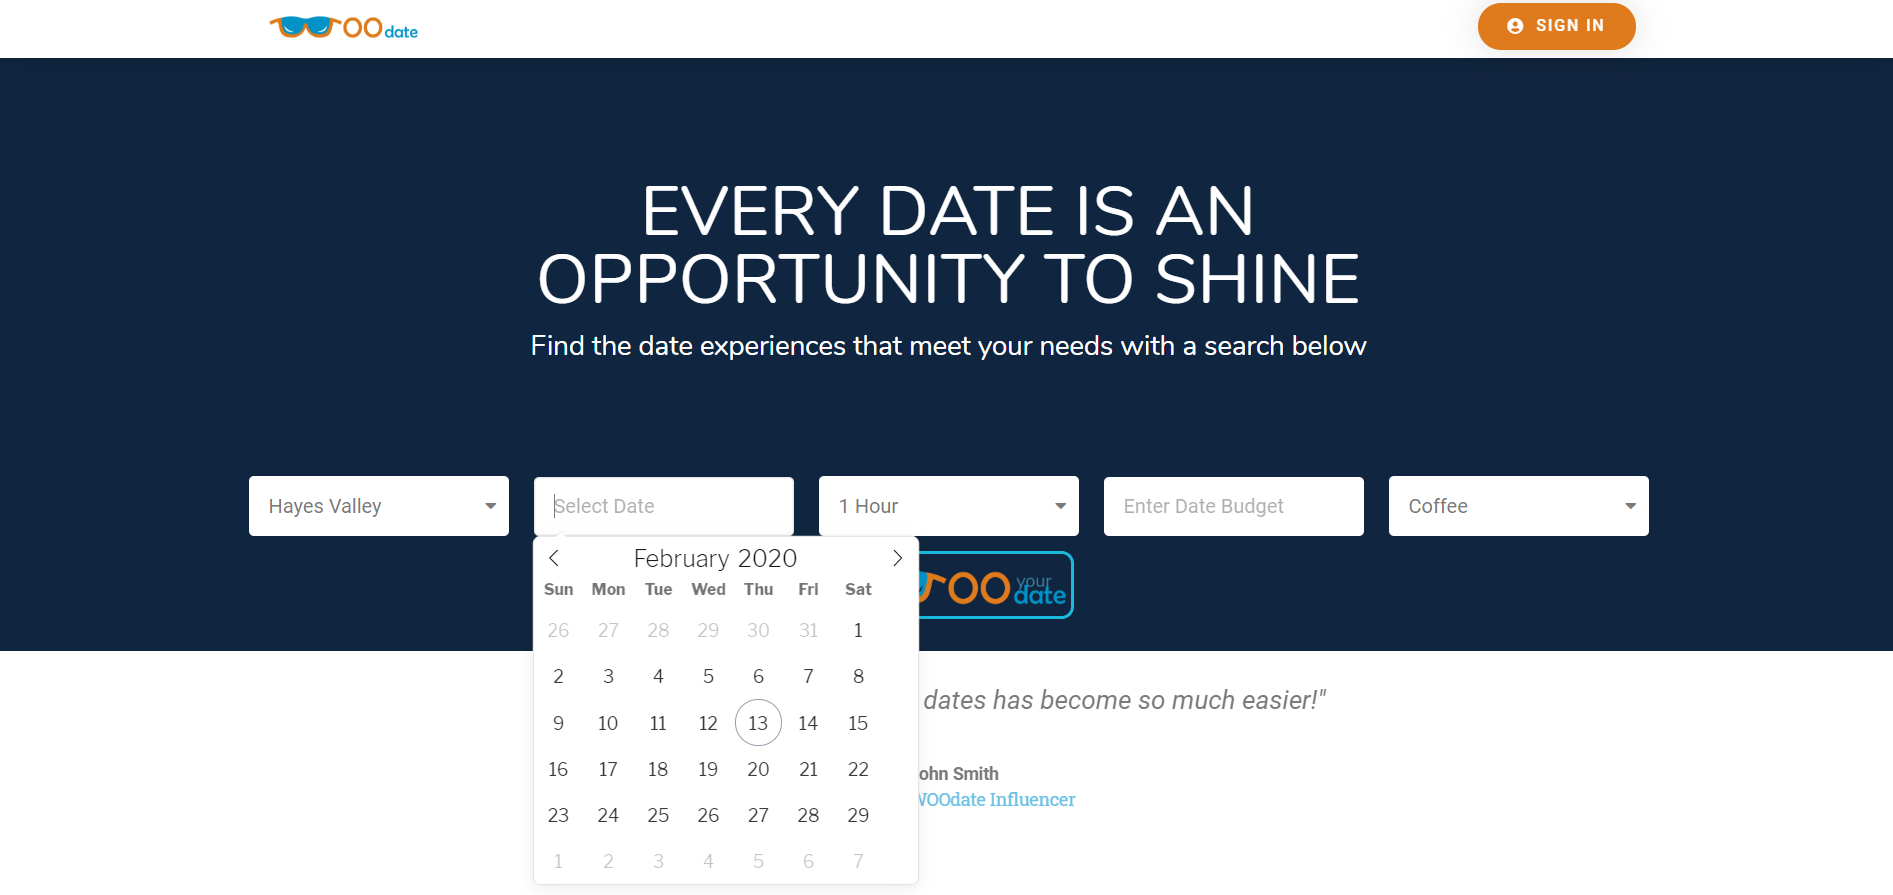 OO date
SIGN IN
EVERY DATE IS AN
OPPORTUNITY TO SHINE
Find the date experiences that meet your needs with a search below
Hayes Valley
Select Date
1 Hour
Enter Date Budget
Coffee
February 2020
Sun Mon Tue Wed Thu Fri Sat
26 27 28 29 30 31 1
2 3 4 5 6 7 8
9 10 11 12 13 14 15
16 17 18 19 20 21 22
23 24 25 26 27 28 29
1 2 3 4 5 6 7
OO your date
dates has become so much easier!"
ohn Smith
OOdate Influencer